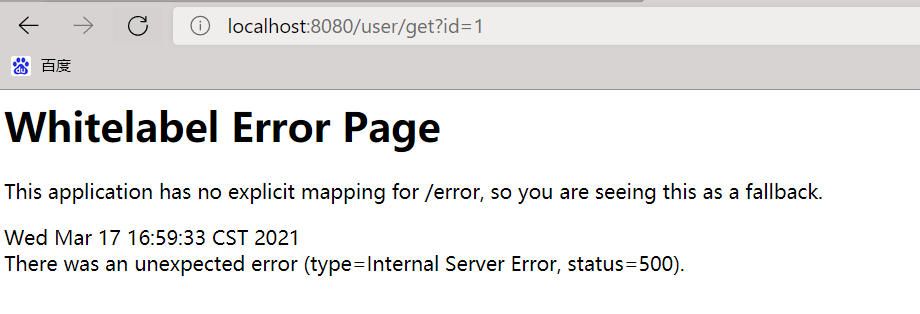 localhost:8080/user/get?id=1
百度
Whitelabel Error Page
This application has no explicit mapping for /error, so you are seeing this as a fallback.
Wed Mar 17 16:59:33 CST 2021
There was an unexpected error (type=Internal Server Error, status=500).